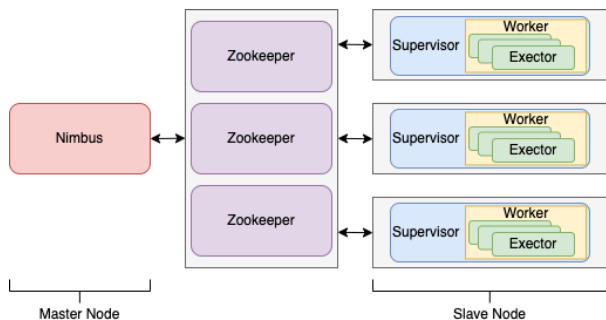 Nimbus
Zookeeper
Zookeeper
Zookeeper
Supervisor
Worker
Exector
Supervisor
Worker
Exector
Supervisor
Worker
Exector
Master Node
Slave Node